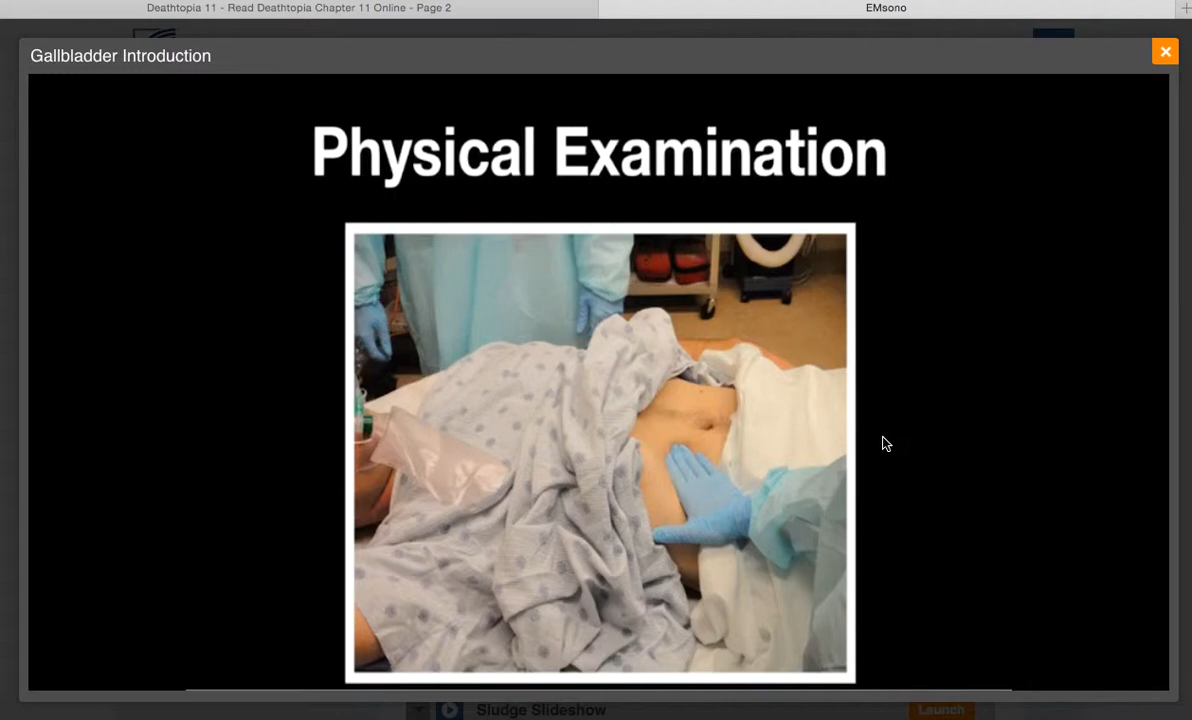 Deathtopia 11 - Read Deathtopia Chapter 11 Online - Page 2
EMsono
Gallbladder Introduction
Physical Examination
Sludge Slideshow
Launch